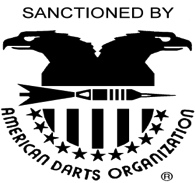 SANCTIONED BY
AMERICAN DARTS ORGANIZATION
®